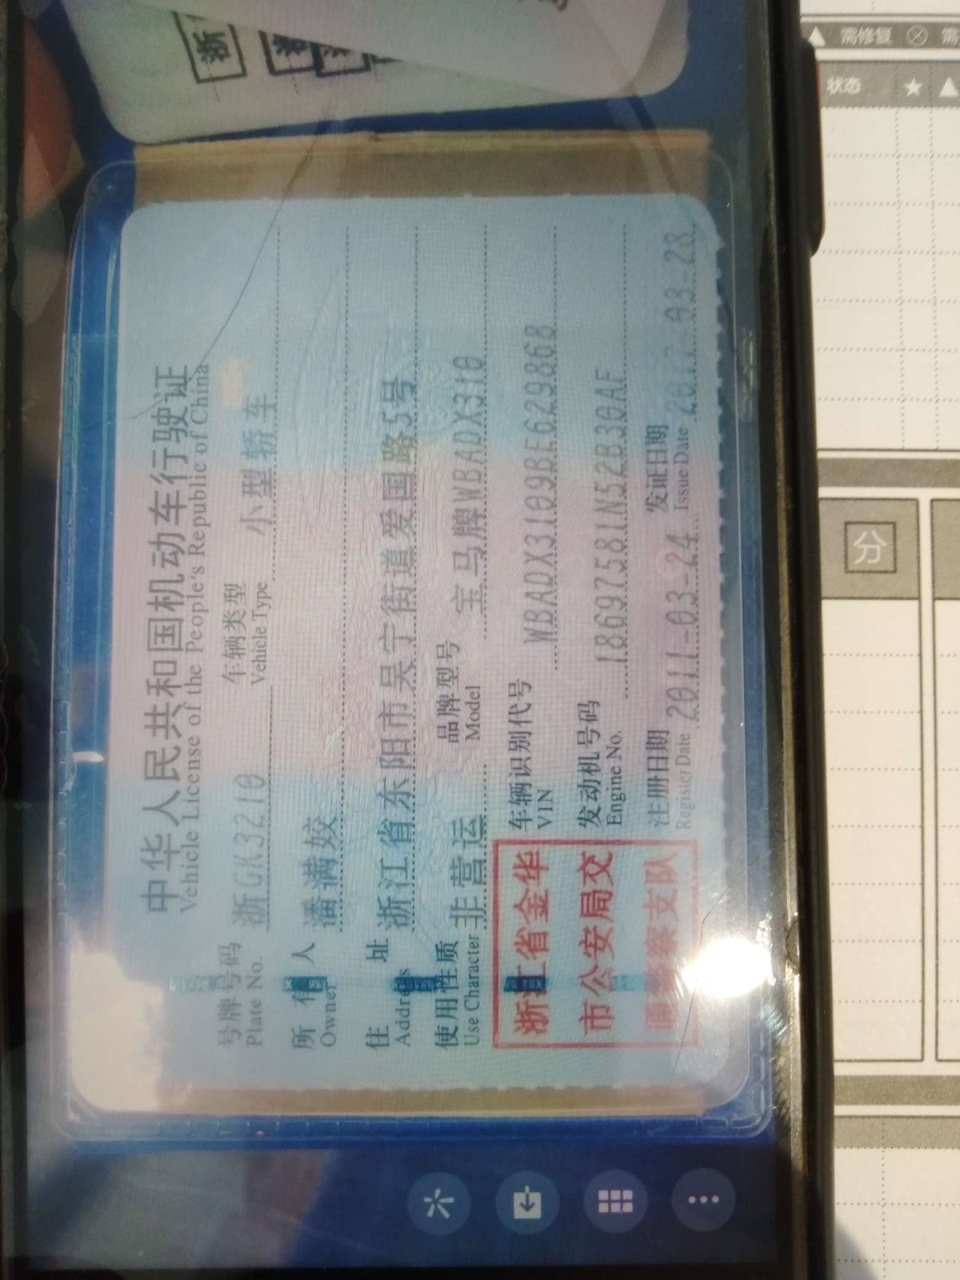 中华人民共和国机动车行驶证
Vehicle License of the People's Republic of China
号牌号码 浙GK3210 车辆类型 小型轿车
Plate No. Vehicle Type
所有人 潘满姣
Owner
住址 浙江省东阳市吴宁街道爱国路5号
Address
使用性质 非营运 品牌型号 宝马牌WBADX310
Use Character Model
浙江省金华
市公安局交
通警察支队
车辆识别代号 WBADX3109BE629868
VIN
发动机号码 18697581N52B30AF
Engine No.
注册日期 2011-03-24 发证日期 2017-03-28
Register Date Issue Date
浙
▲ 需修复 ⊗ 需
状态 ★ ▲
分